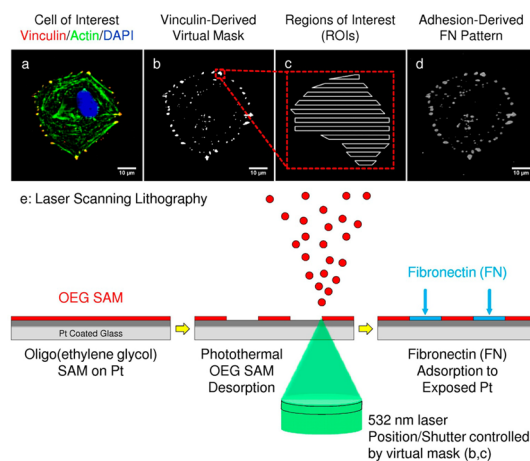 Cell of Interest
Vinculin/Actin/DAPI
Vinculin-Derived
Virtual Mask
Regions of Interest
(ROIs)
Adhesion-Derived
FN Pattern
a
b
c
d
10 µm
10 µm
10 µm
e: Laser Scanning Lithography
OEG SAM
Fibronectin (FN)
Pt Coated Glass
Oligo(ethylene glycol)
SAM on Pt
Photothermal
OEG SAM
Desorption
Fibronectin (FN)
Adsorption to
Exposed Pt
532 nm laser
Position/Shutter controlled
by virtual mask (b,c)